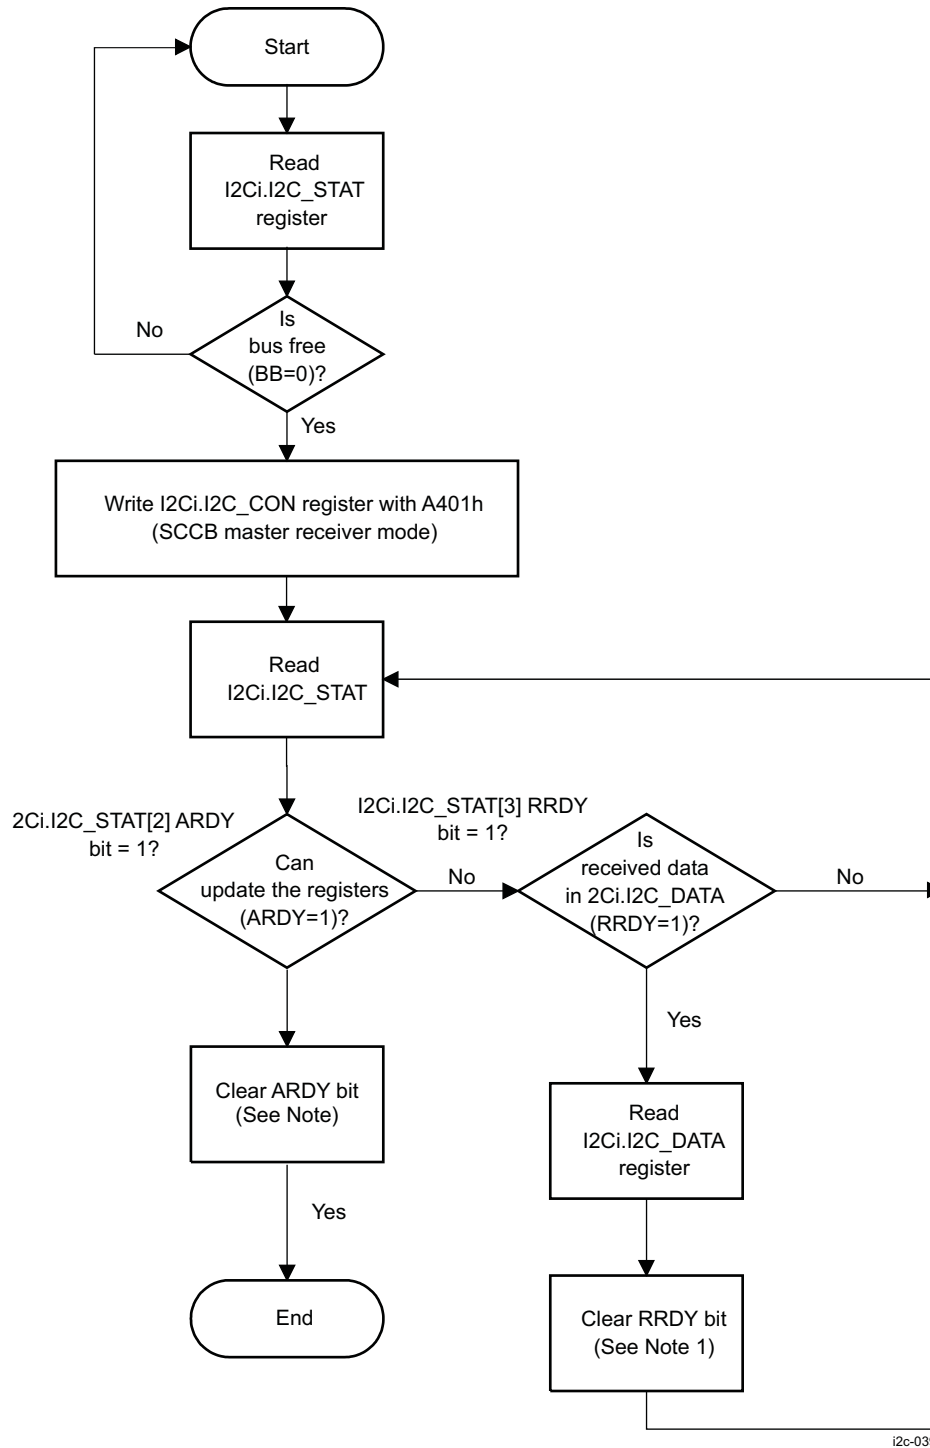 Start
Read
I2Ci.I2C_STAT
register
Is
bus free
(BB=0)?
No
Yes
Write I2Ci.I2C_CON register with A401h
(SCCB master receiver mode)
Read
I2Ci.I2C_STAT
2Ci.I2C_STAT[2] ARDY
bit = 1?
I2Ci.I2C_STAT[3] RRDY
bit = 1?
Can
update the registers
(ARDY=1)?
No
Is
received data
in 2Ci.I2C_DATA
(RRDY=1)?
No
Yes
Clear ARDY bit
(See Note)
Read
I2Ci.I2C_DATA
register
Yes
End
Clear RRDY bit
(See Note 1)
i2c-039